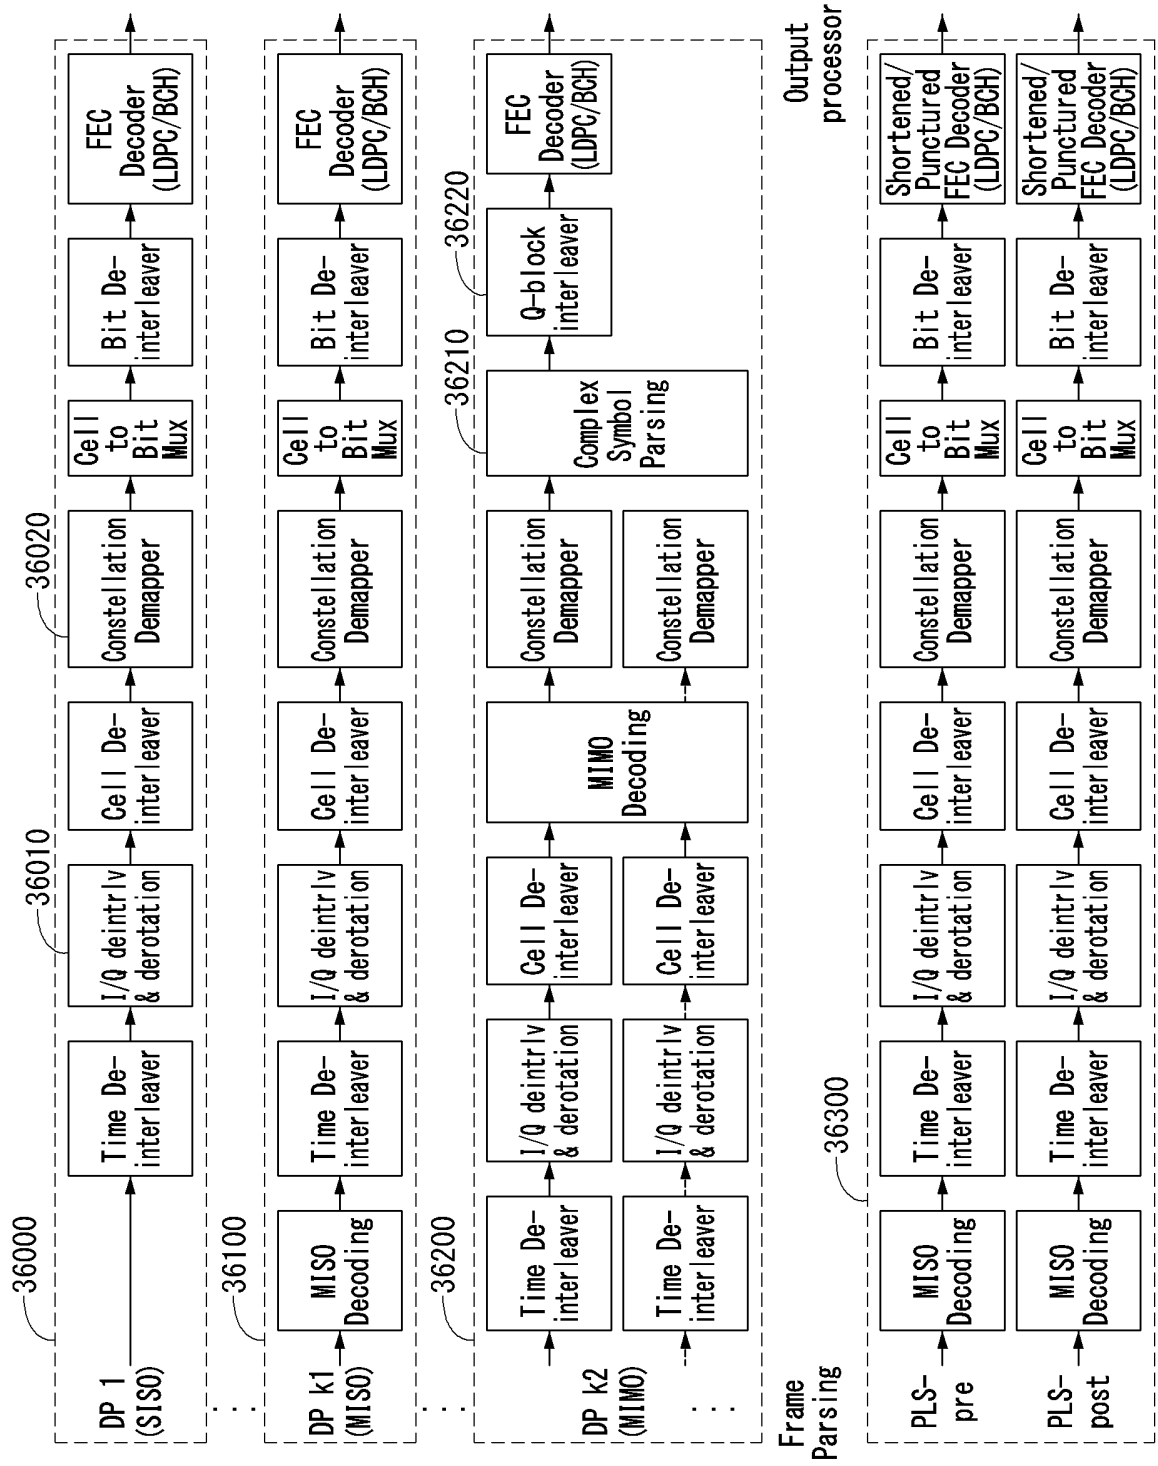 36000
DP 1
(SISO)
Time De-
interleaver
36010
I/Q deintrlv
& derotation
Cell De-
interleaver
36020
Constellation
Demapper
Cell
to
Bit
Mux
Bit De-
interleaver
FEC
Decoder
(LDPC/BCH)
. . .
36100
DP k1
(MISO)
MISO
Decoding
Time De-
interleaver
I/Q deintrlv
& derotation
Cell De-
interleaver
Constellation
Demapper
Cell
to
Bit
Mux
Bit De-
interleaver
FEC
Decoder
(LDPC/BCH)
. . .
36200
DP k2
(MIMO)
Time De-
interleaver
I/Q deintrlv
& derotation
Cell De-
interleaver
Time De-
interleaver
I/Q deintrlv
& derotation
Cell De-
interleaver
MIMO
Decoding
Constellation
Demapper
Constellation
Demapper
36210
Complex
Symbol
Parsing
36220
Q-block
interleaver
FEC
Decoder
(LDPC/BCH)
. . .
Frame
Parsing
Output
processor
36300
PLS-
pre
MISO
Decoding
Time De-
interleaver
I/Q deintrlv
& derotation
Cell De-
interleaver
Constellation
Demapper
Cell
to
Bit
Mux
Bit De-
interleaver
Shortened/
Punctured
FEC Decoder
(LDPC/BCH)
PLS-
post
MISO
Decoding
Time De-
interleaver
I/Q deintrlv
& derotation
Cell De-
interleaver
Constellation
Demapper
Cell
to
Bit
Mux
Bit De-
interleaver
Shortened/
Punctured
FEC Decoder
(LDPC/BCH)